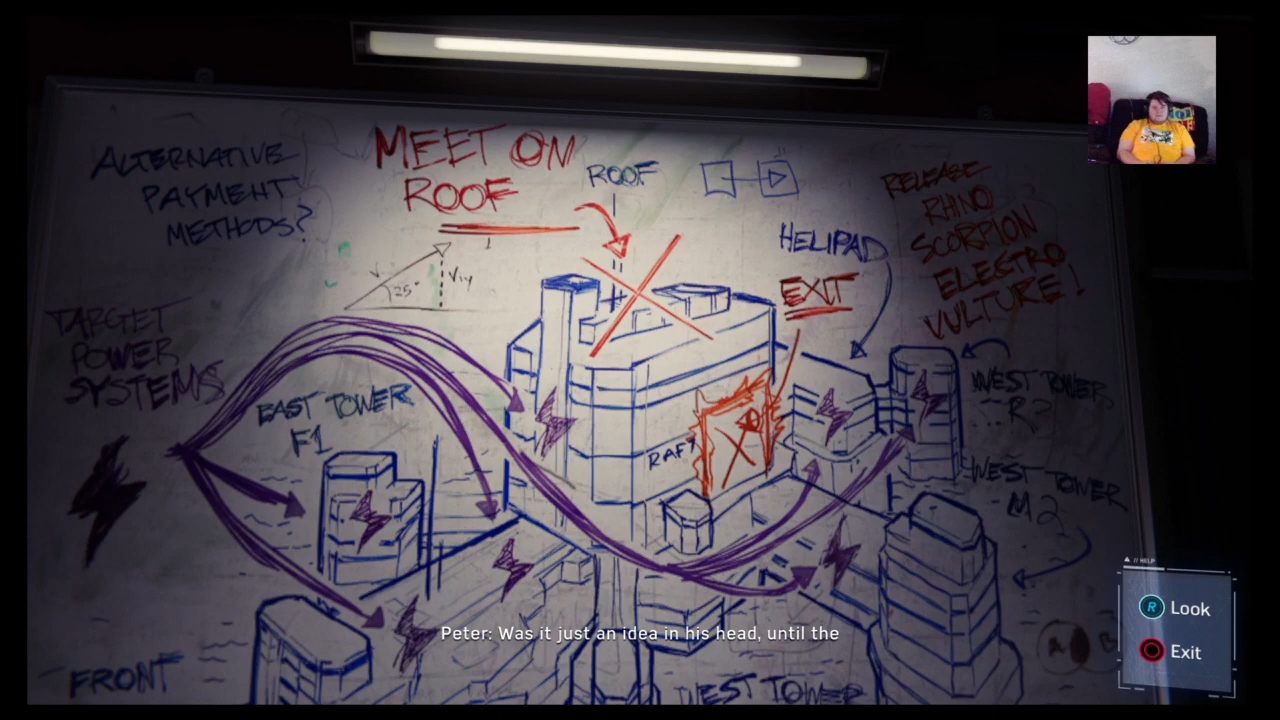 ALTERNATIVE
PAYMENT
METHODS?
MEET ON
ROOF
ROOF
RELEASE
RHINO
SCORPION
ELECTRO
VULTURE!
HELIPAD
EXIT
25°
TARGET
POWER
SYSTEMS
EAST TOWER
F1
RAFT
WEST TOWER
R2
WEST TOWER
M2
FRONT
WEST TOWER
Peter: Was it just an idea in his head, until the
// HELP
R Look
Exit